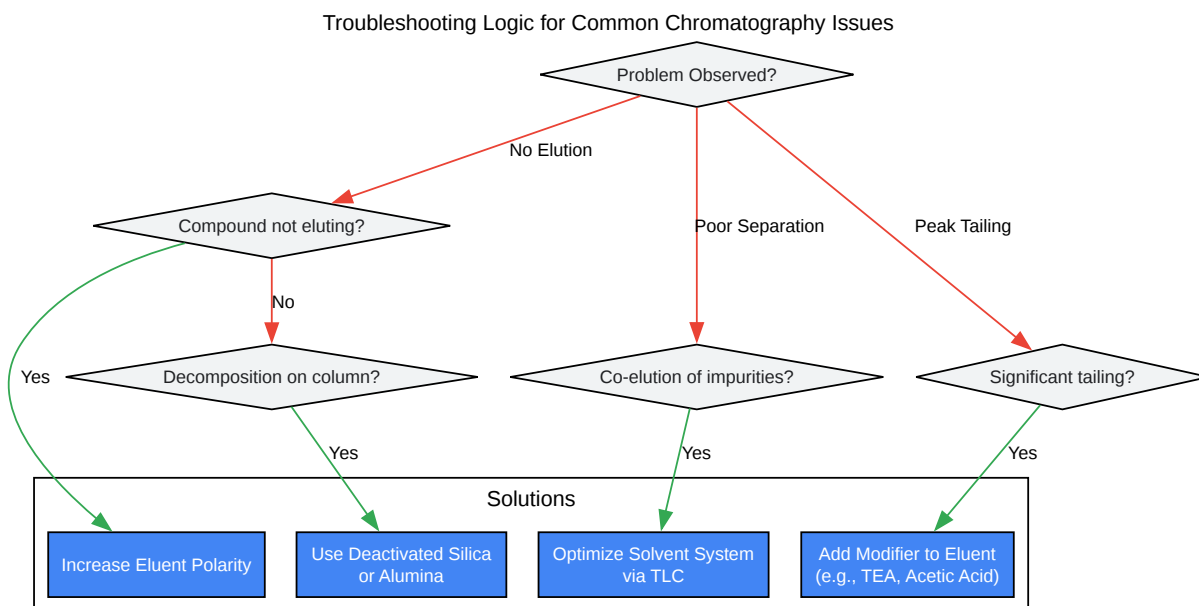 Troubleshooting Logic for Common Chromatography Issues
Problem Observed?
No Elution
Compound not eluting?
Poor Separation
Peak Tailing
No
Yes
Decomposition on column?
Co-elution of impurities?
Significant tailing?
Yes
Yes
Yes
Solutions
Increase Eluent Polarity
Use Deactivated Silica
or Alumina
Optimize Solvent System
via TLC
Add Modifier to Eluent
(e.g., TEA, Acetic Acid)